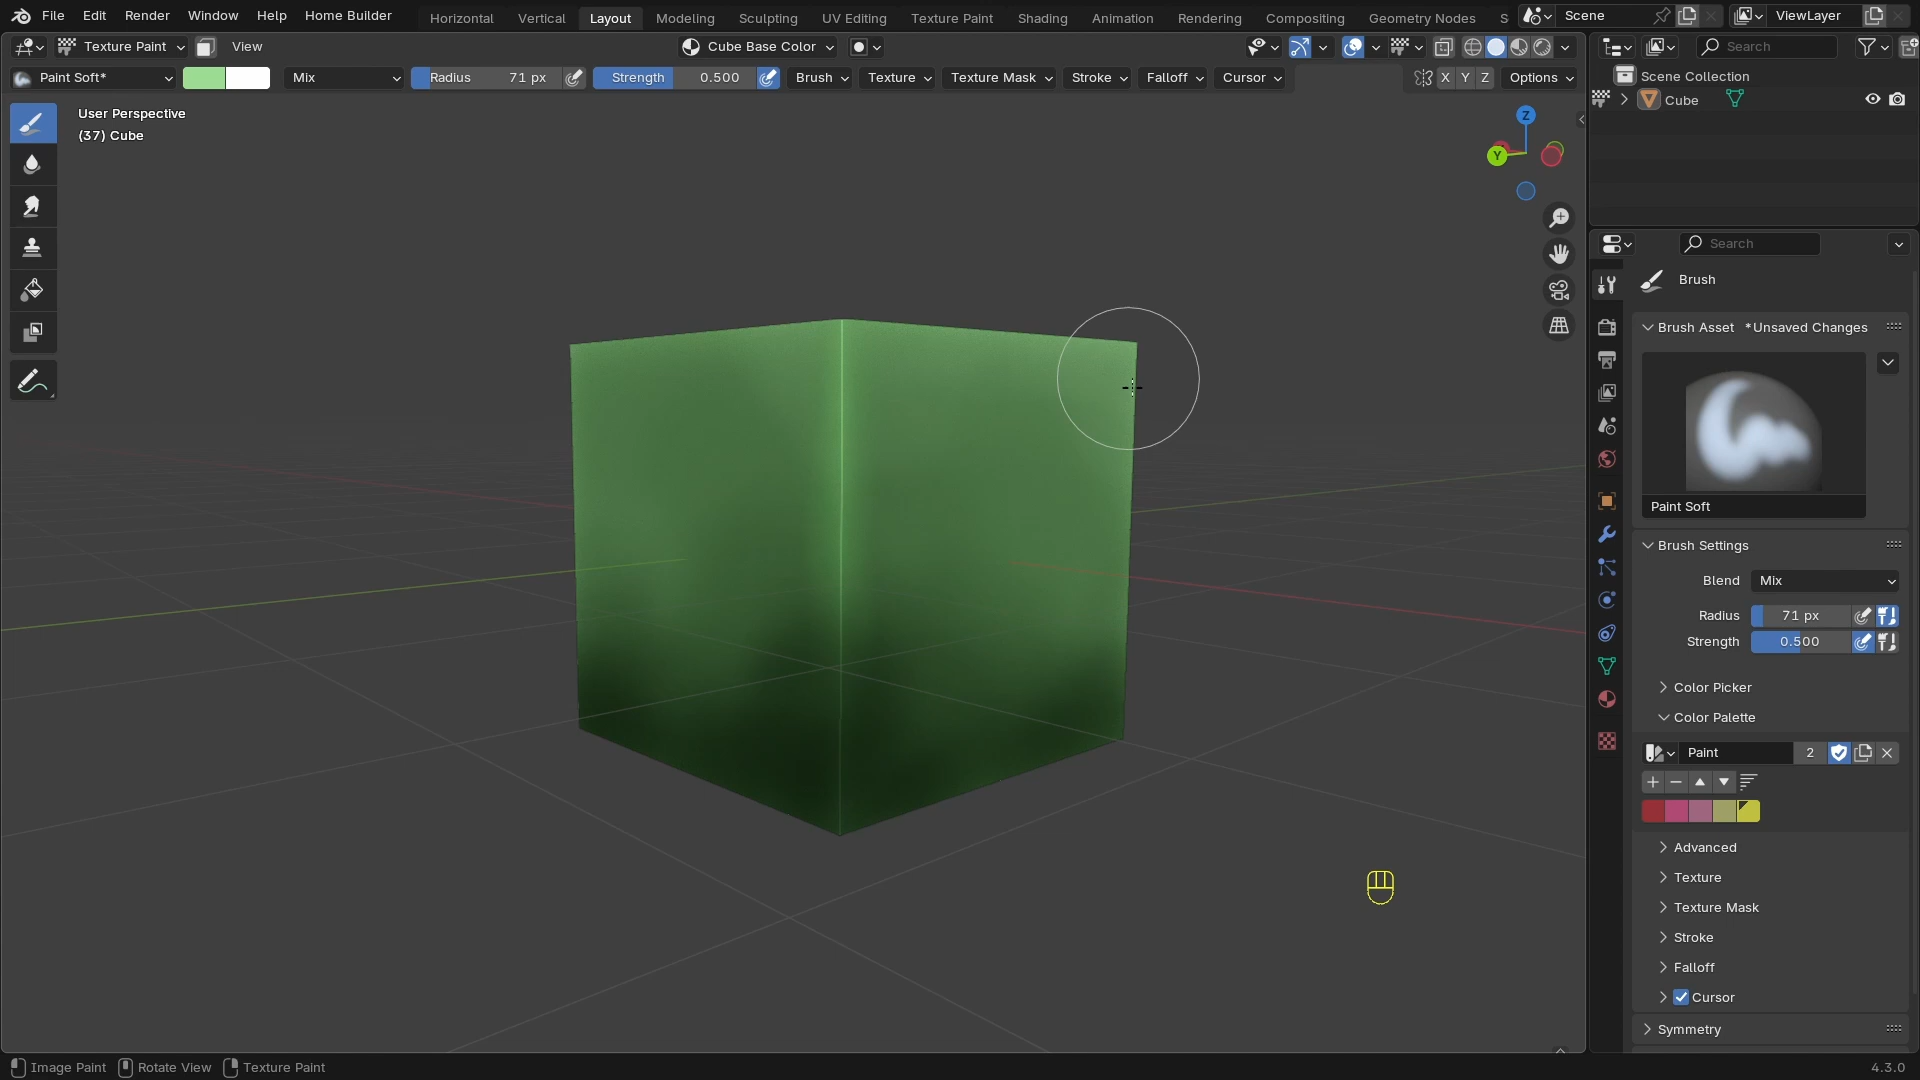 File Edit Render Window Help Home Builder Horizontal Vertical Layout Modeling Sculpting UV Editing Texture Paint Shading Animation Rendering Compositing Geometry Nodes S Scene ViewLayer
Texture Paint View Cube Base Color Search
Paint Soft* Mix Radius 71 px Strength 0.500 Brush Texture Texture Mask Stroke Falloff Cursor X Y Z Options
Scene Collection
Cube
User Perspective
(37) Cube
Z
Y
Search
Brush
Brush Asset *Unsaved Changes
Paint Soft
Brush Settings
Blend Mix
Radius 71 px
Strength 0.500
Color Picker
Color Palette
Paint 2
Advanced
Texture
Texture Mask
Stroke
Falloff
Cursor
Symmetry
Image Paint Rotate View Texture Paint 4.3.0